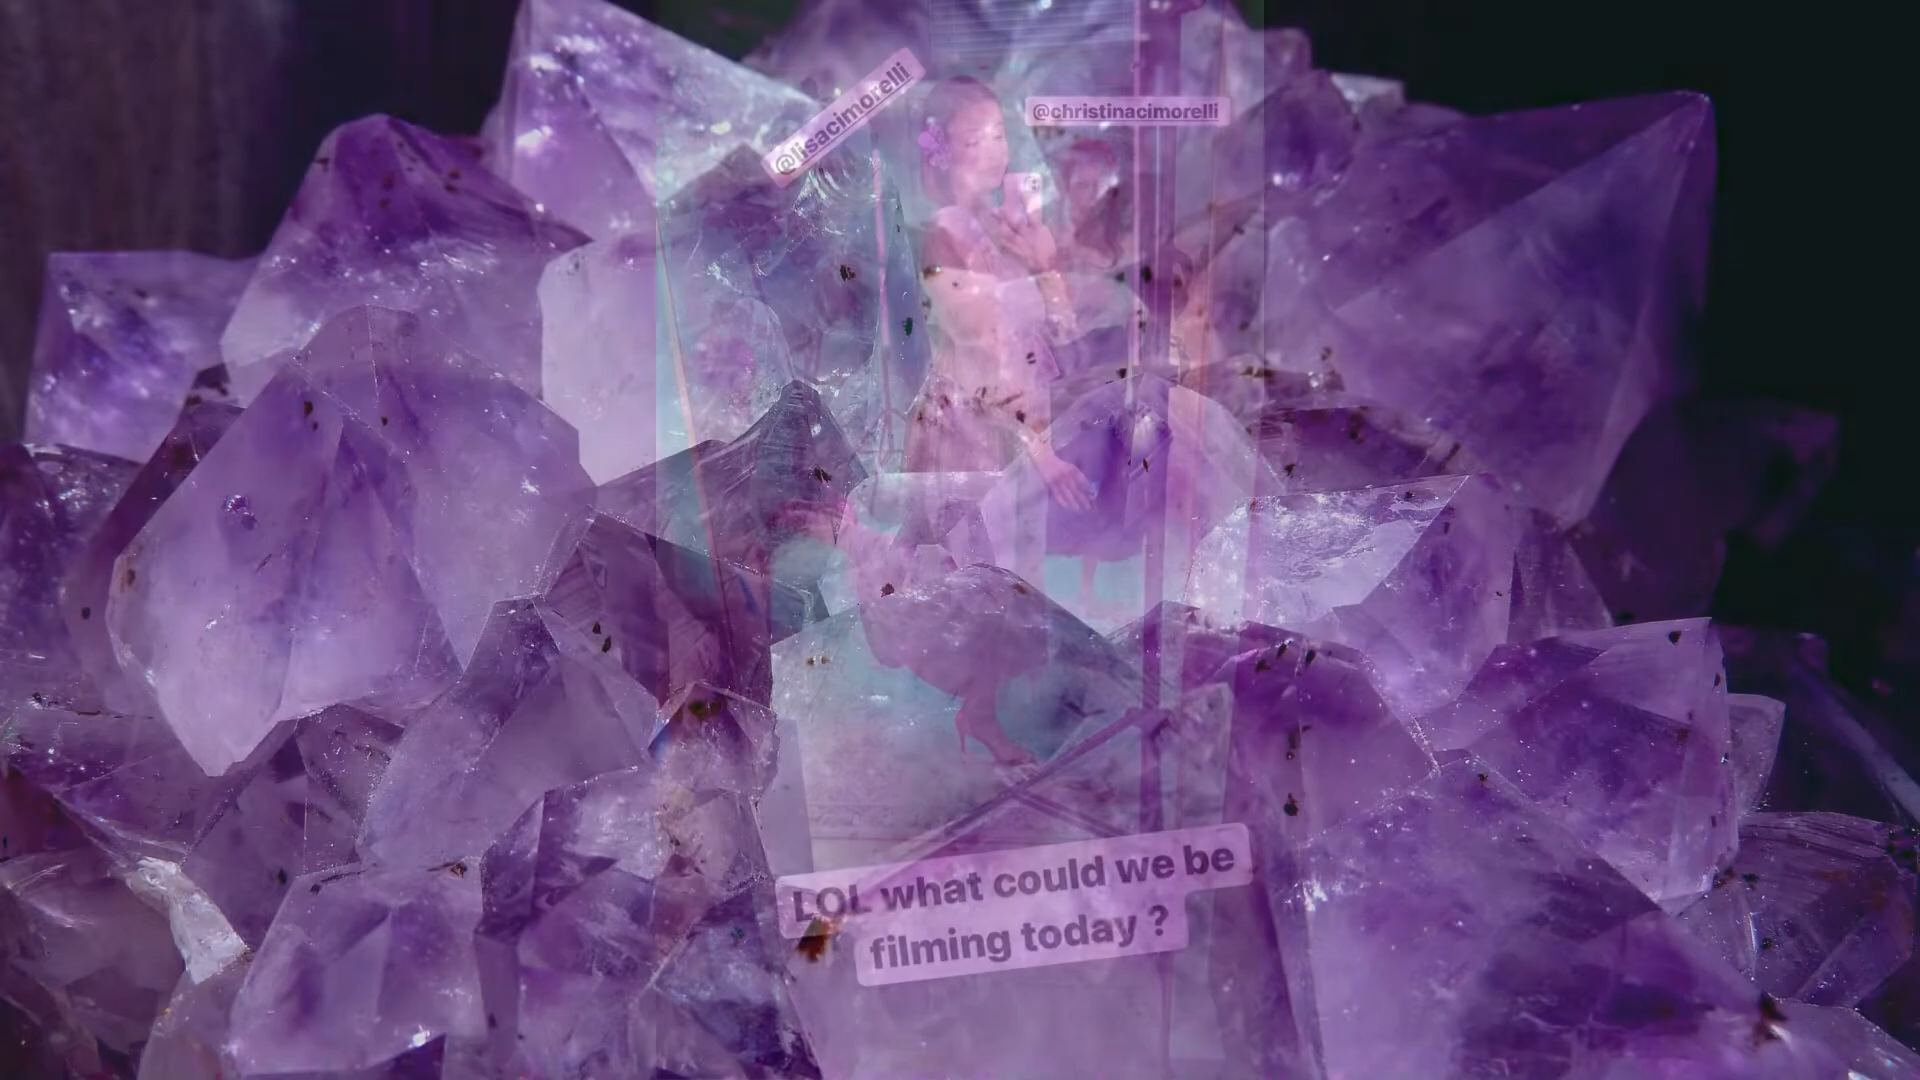 @lisacimorelli
@christinacimorelli
LOL what could we be
filming today ?